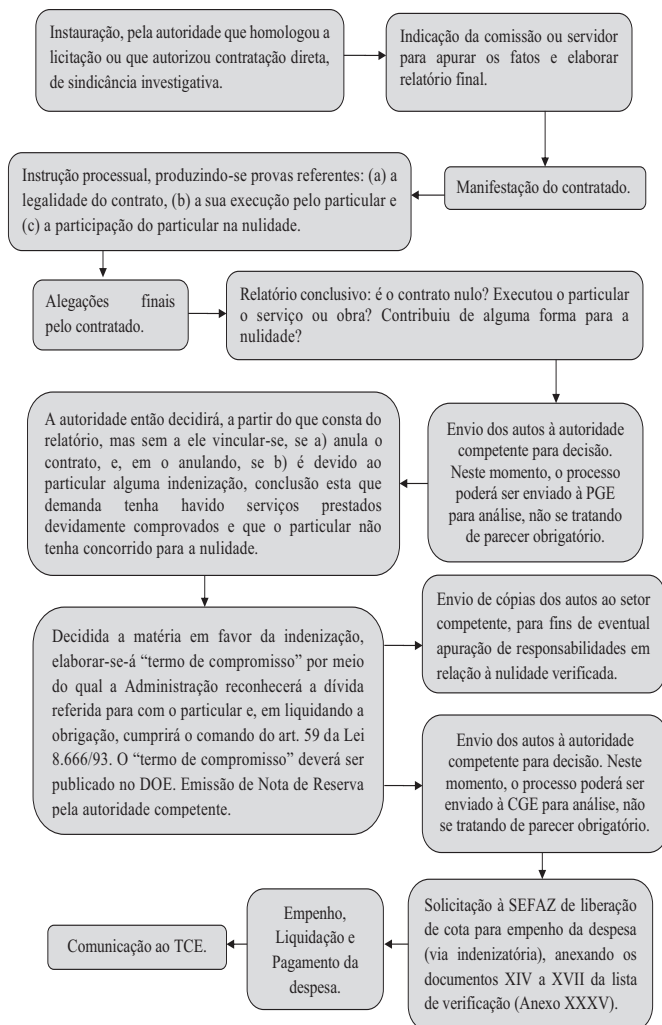 Instauração, pela autoridade que homologou a
licitação ou que autorizou contratação direta,
de sindicância investigativa.
Indicação da comissão ou servidor
para apurar os fatos e elaborar
relatório final.
Manifestação do contratado.
Instrução processual, produzindo-se provas referentes: (a) a
legalidade do contrato, (b) a sua execução pelo particular e
(c) a participação do particular na nulidade.
Alegações finais
pelo contratado.
Relatório conclusivo: é o contrato nulo? Executou o particular
o serviço ou obra? Contribuiu de alguma forma para a
nulidade?
Envio dos autos à autoridade
competente para decisão.
Neste momento, o processo
poderá ser enviado à PGE
para análise, não se tratando
de parecer obrigatório.
A autoridade então decidirá, a partir do que consta do
relatório, mas sem a ele vincular-se, se a) anula o
contrato, e, em o anulando, se b) é devido ao
particular alguma indenização, conclusão esta que
demanda tenha havido serviços prestados
devidamente comprovados e que o particular não
tenha concorrido para a nulidade.
Decidida a matéria em favor da indenização,
elaborar-se-á “termo de compromisso” por meio
do qual a Administração reconhecerá a dívida
referida para com o particular e, em liquidando a
obrigação, cumprirá o comando do art. 59 da Lei
8.666/93. O “termo de compromisso” deverá ser
publicado no DOE. Emissão de Nota de Reserva
pela autoridade competente.
Envio de cópias dos autos ao setor
competente, para fins de eventual
apuração de responsabilidades em
relação à nulidade verificada.
Envio dos autos à autoridade
competente para decisão. Neste
momento, o processo poderá ser
enviado à CGE para análise, não
se tratando de parecer obrigatório.
Solicitação à SEFAZ de liberação
de cota para empenho da despesa
(via indenizatória), anexando os
documentos XIV a XVII da lista
de verificação (Anexo XXXV).
Empenho,
Liquidação e
Pagamento da
despesa.
Comunicação ao TCE.